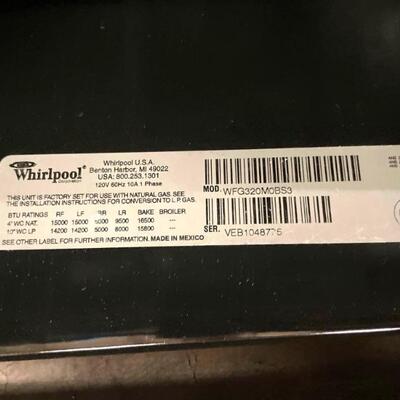 Whirlpool
CORPORATION
Whirlpool U.S.A.
Benton Harbor, MI 49022
USA: 800.253.1301
120V 60Hz 10A 1 Phase
THIS UNIT IS FACTORY SET FOR USE WITH NATURAL GAS. SEE
THE INSTALLATION INSTRUCTIONS FOR CONVERSION TO L.P. GAS.
BTU RATINGS RF LF RR LR BAKE BROILER
4" WC NAT. 15000 15000 5000 9500 16500 ---
10" WC LP 14200 14200 5000 8000 15800 ---
SEE OTHER LABEL FOR FURTHER INFORMATION. MADE IN MEXICO
MOD. WFG320M0BS3
SER. VEB1048775